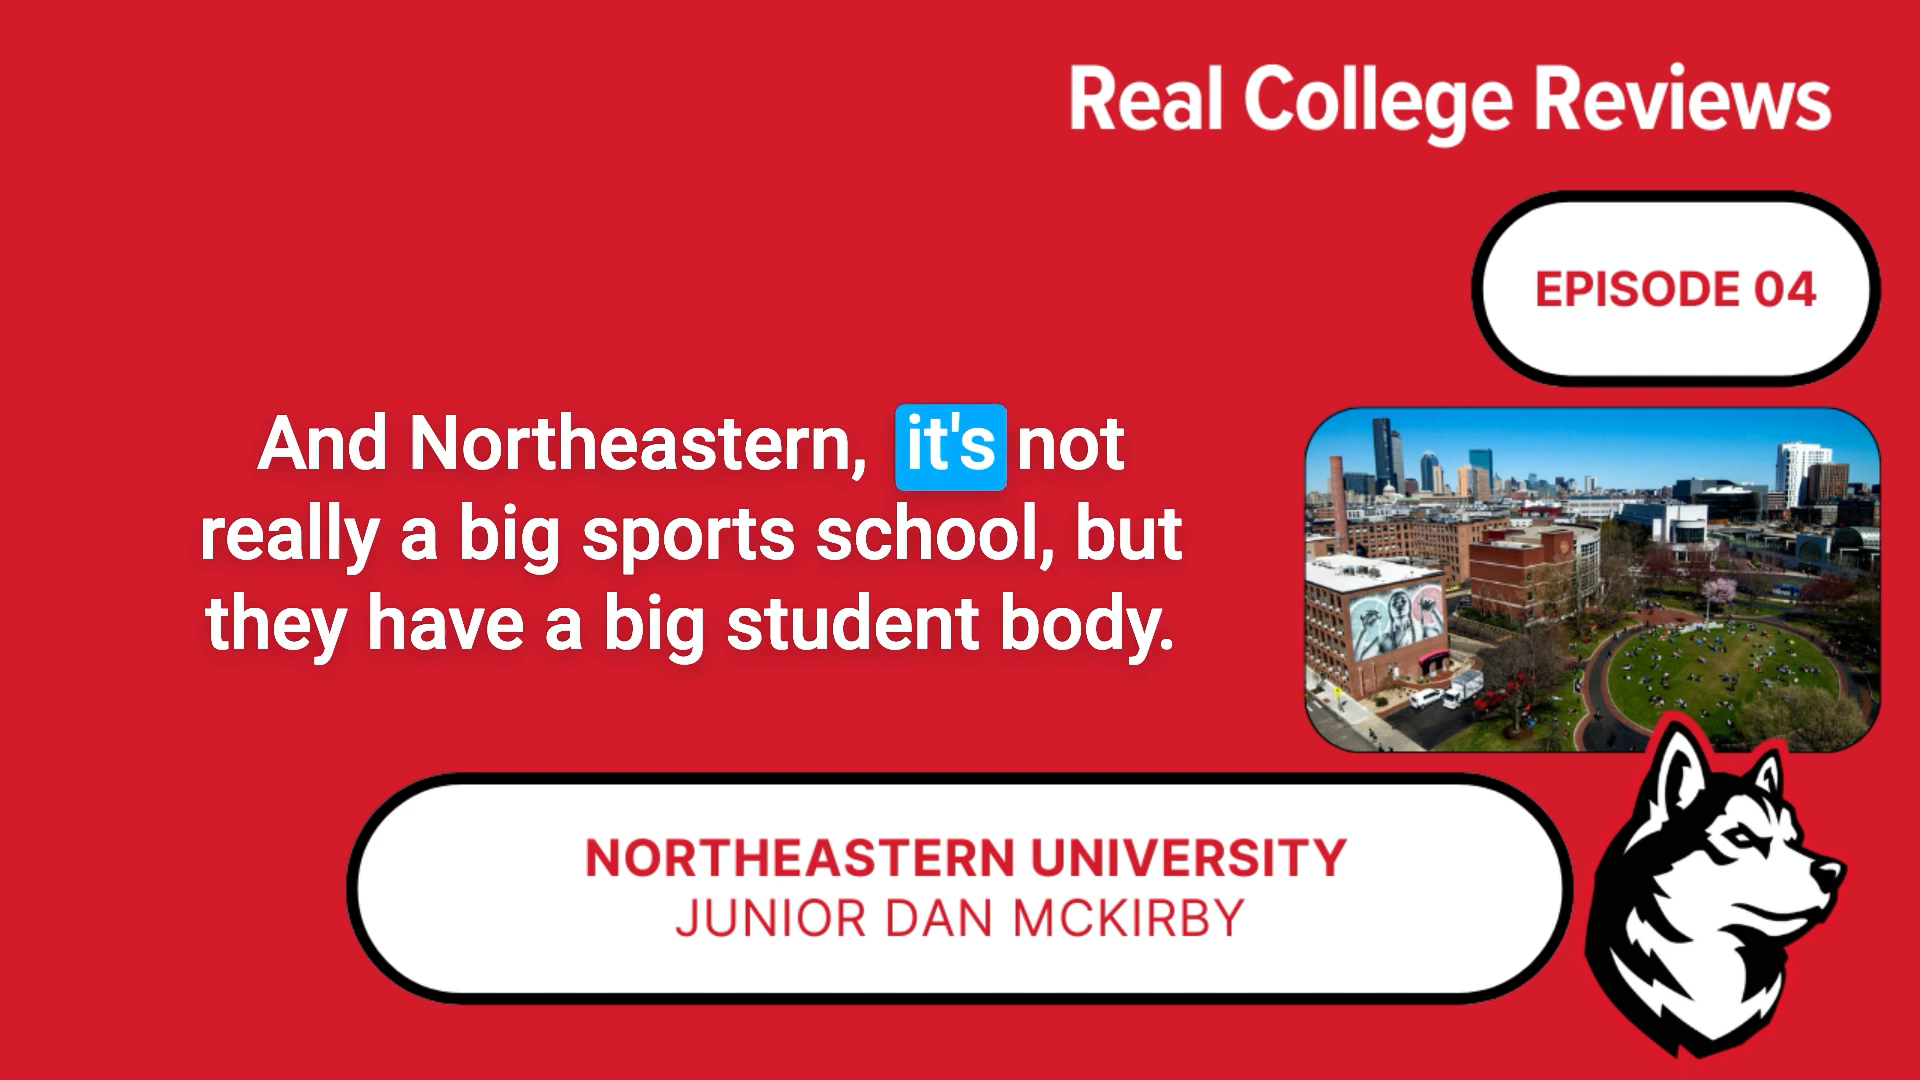 Real College Reviews
EPISODE 04
And Northeastern, it's not
really a big sports school, but
they have a big student body.
NORTHEASTERN UNIVERSITY
JUNIOR DAN MCKIRBY